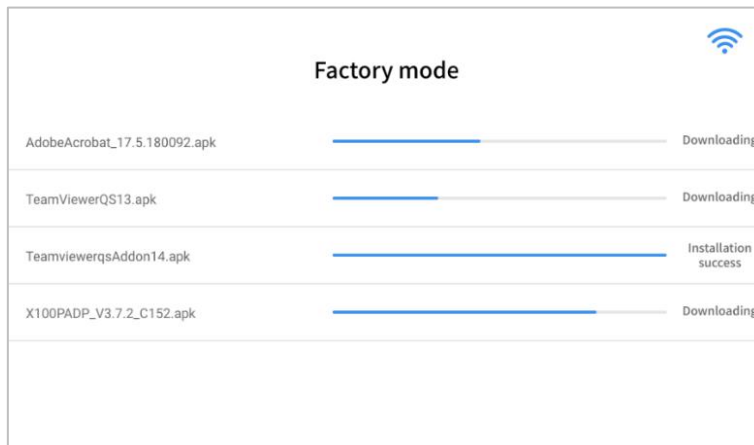 Factory mode
AdobeAcrobat_17.5.180092.apk
Downloading
TeamViewerQS13.apk
Downloading
TeamviewerqsAddon14.apk
Installation
success
X100PADP_V3.7.2_C152.apk
Downloading